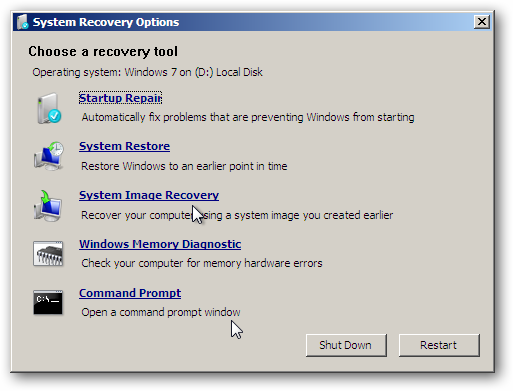 System Recovery Options
Choose a recovery tool
Operating system: Windows 7 on (D:) Local Disk
Startup Repair
Automatically fix problems that are preventing Windows from starting
System Restore
Restore Windows to an earlier point in time
System Image Recovery
Recover your computer using a system image you created earlier
Windows Memory Diagnostic
Check your computer for memory hardware errors
C:\_
Command Prompt
Open a command prompt window
Shut Down
Restart